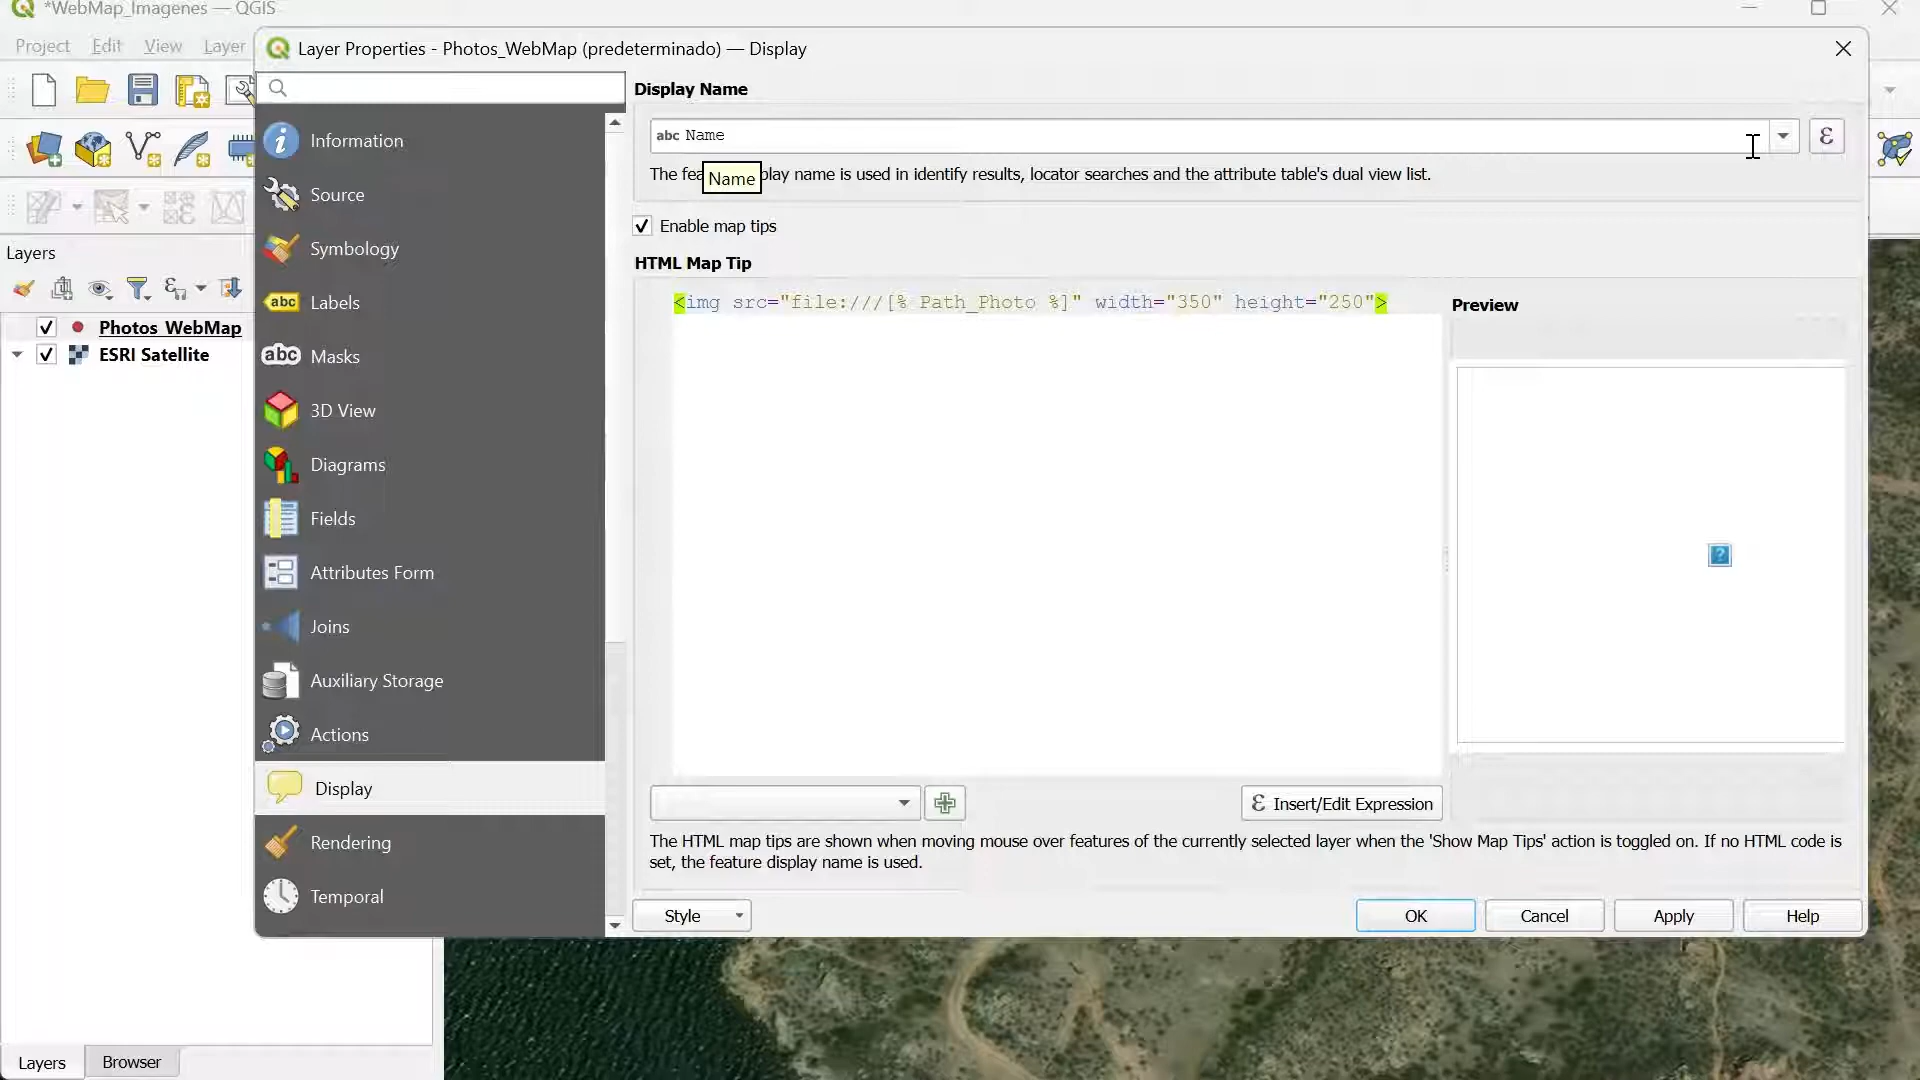 *WebMap_Imagenes — QGIS
Project Edit View Layer
Layer Properties - Photos_WebMap (predeterminado) — Display
Information
Source
Symbology
abc Labels
abc Masks
3D View
Diagrams
Fields
Attributes Form
Joins
Auxiliary Storage
Actions
Display
Rendering
Temporal
Display Name
abc Name
The feature display name is used in identify results, locator searches and the attribute table's dual view list.
Name
Enable map tips
HTML Map Tip
<img src="file:///[% Path_Photo %]" width="350" height="250">
Preview
Insert/Edit Expression
The HTML map tips are shown when moving mouse over features of the currently selected layer when the 'Show Map Tips' action is toggled on. If no HTML code is
set, the feature display name is used.
Style
OK
Cancel
Apply
Help
Layers
Photos_WebMap
ESRI Satellite
Layers Browser